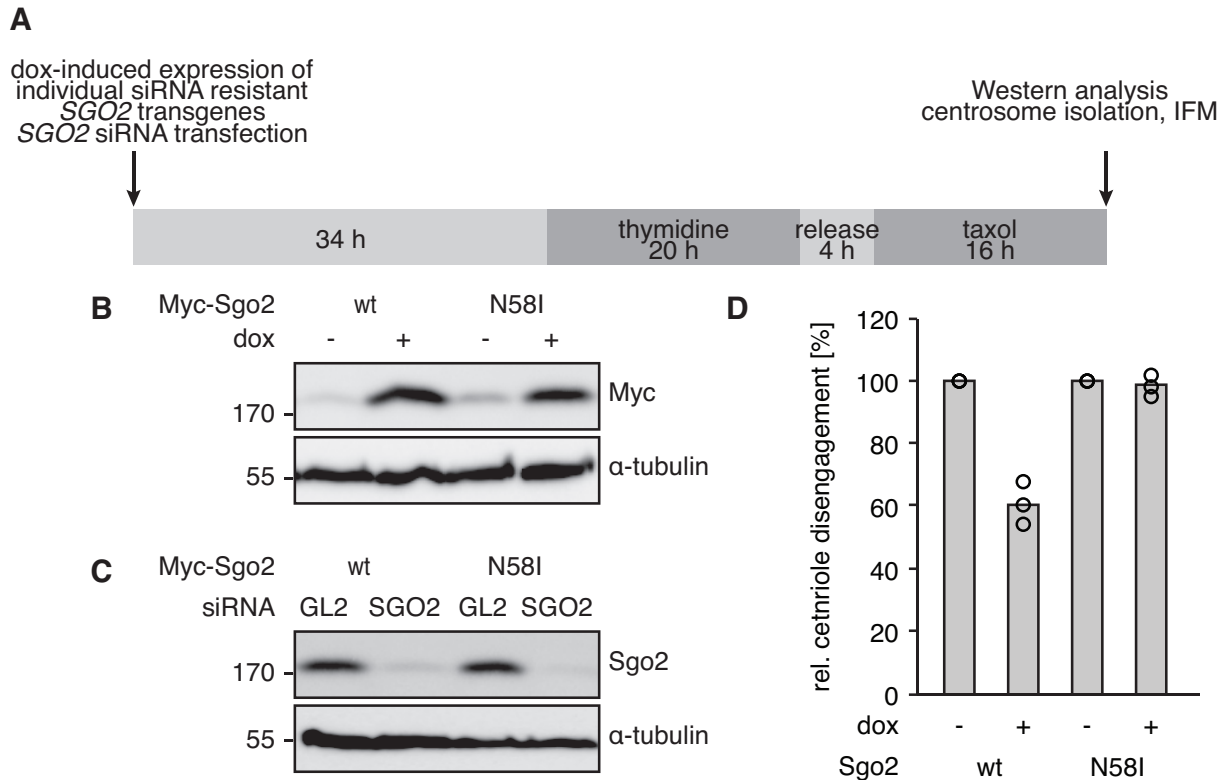 A
dox-induced expression of
individual siRNA resistant
SGO2 transgenes
SGO2 siRNA transfection
Western analysis
centrosome isolation, IFM
34 h
thymidine
20 h
release
4 h
taxol
16 h
B
Myc-Sgo2 wt N58I
dox - + - +
170 Myc
55 α-tubulin
C
Myc-Sgo2 wt N58I
siRNA GL2 SGO2 GL2 SGO2
170 Sgo2
55 α-tubulin
D
rel. cetnriole disengagement [%]
120
100
80
60
40
20
0
dox - + - +
Sgo2 wt N58I